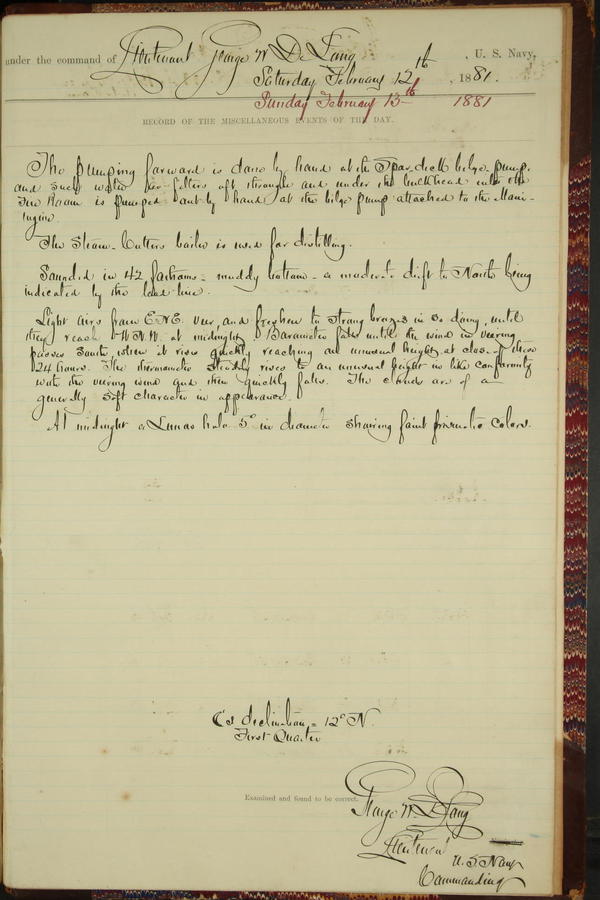 under the command of Lieutenant George W. De Long, U. S. Navy,
Saturday February 12th, 1881.
Sunday February 13th 1881
RECORD OF THE MISCELLANEOUS EVENTS OF THE DAY.
The pumping forward is done by hand at the Spar-deck bilge-pump,
and such water as filters aft through and under the bulkhead into the
Fire Room is pumped out by hand at the bilge pump attached to the Main-
engine.
The Steam-Cutters boiler is used for distilling.
Sounded in 42 fathoms - muddy bottom - a moderate drift to North being
indicated by the lead-line.
Light airs from ENE. veer, and freshen to strong breezes in so doing, until
they reach WNW. at midnight. Barometer falls until the wind in veering
passes South, when it rises quickly reaching an unusual height at close of these
24 hours. The thermometer steadily rises to an unusual height in like conformity
with the veering wind and then quickly falls. The clouds are of a
generally soft character in appearance.
At midnight a Lunar halo 5° in diameter showing faint prismatic colors.
☾'s declination = 12° N.
First Quarter
Examined and found to be correct.
George W. De Long
Lieutenant
U. S. Navy
Commanding